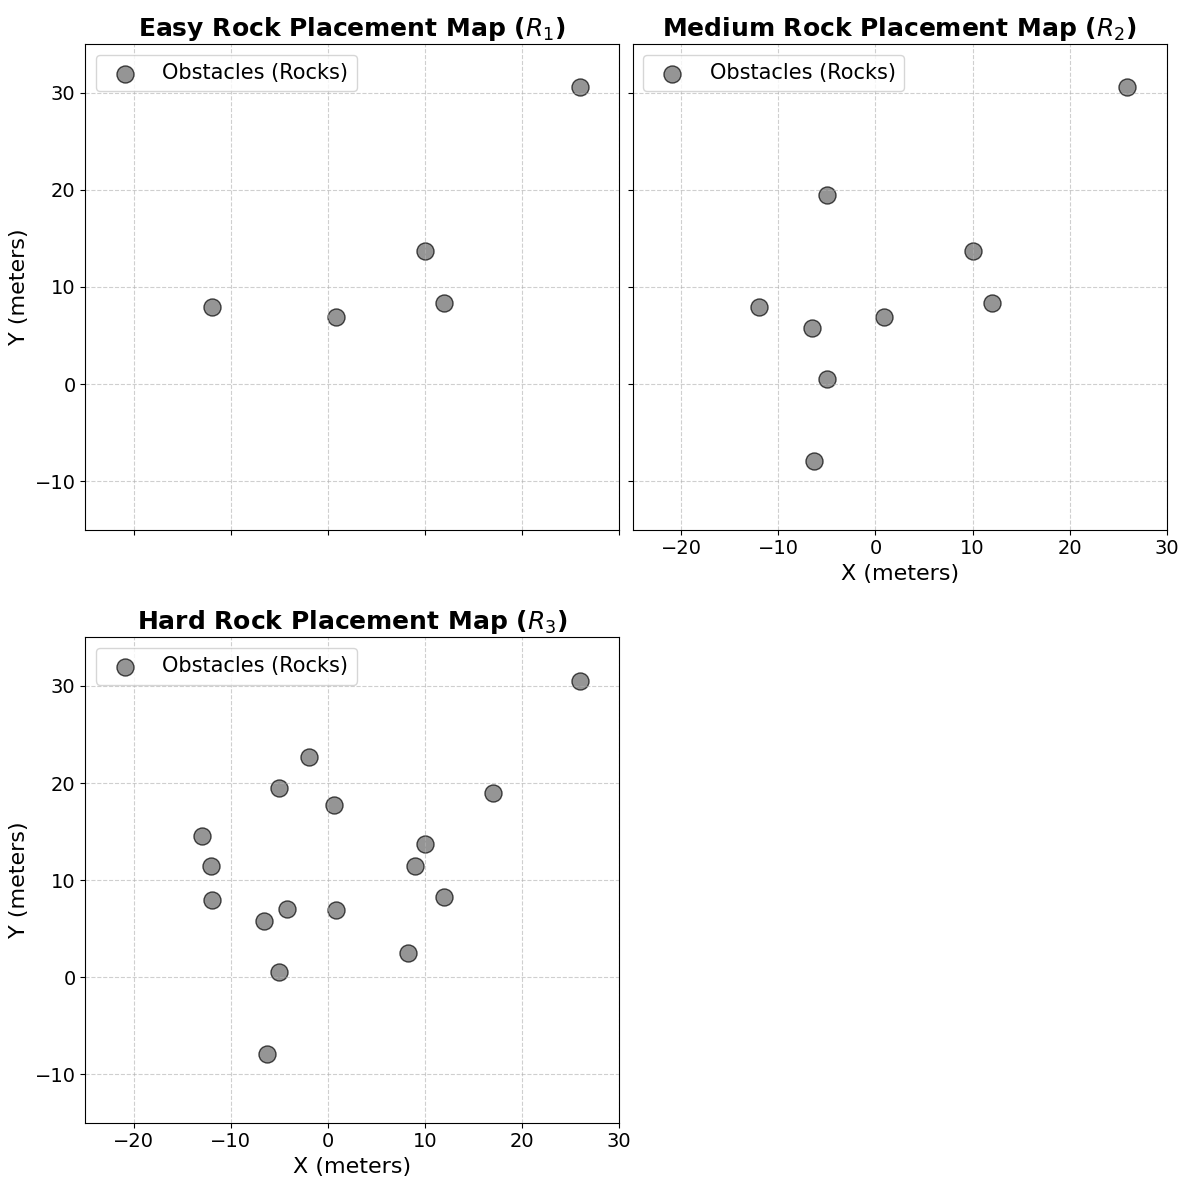 Easy Rock Placement Map (R₁)
Medium Rock Placement Map (R₂)
Obstacles (Rocks)
Obstacles (Rocks)
30
20
10
0
−10
Y (meters)
−20 −10 0 10 20 30
X (meters)
Hard Rock Placement Map (R₃)
Obstacles (Rocks)
30
20
10
0
−10
Y (meters)
−20 −10 0 10 20 30
X (meters)